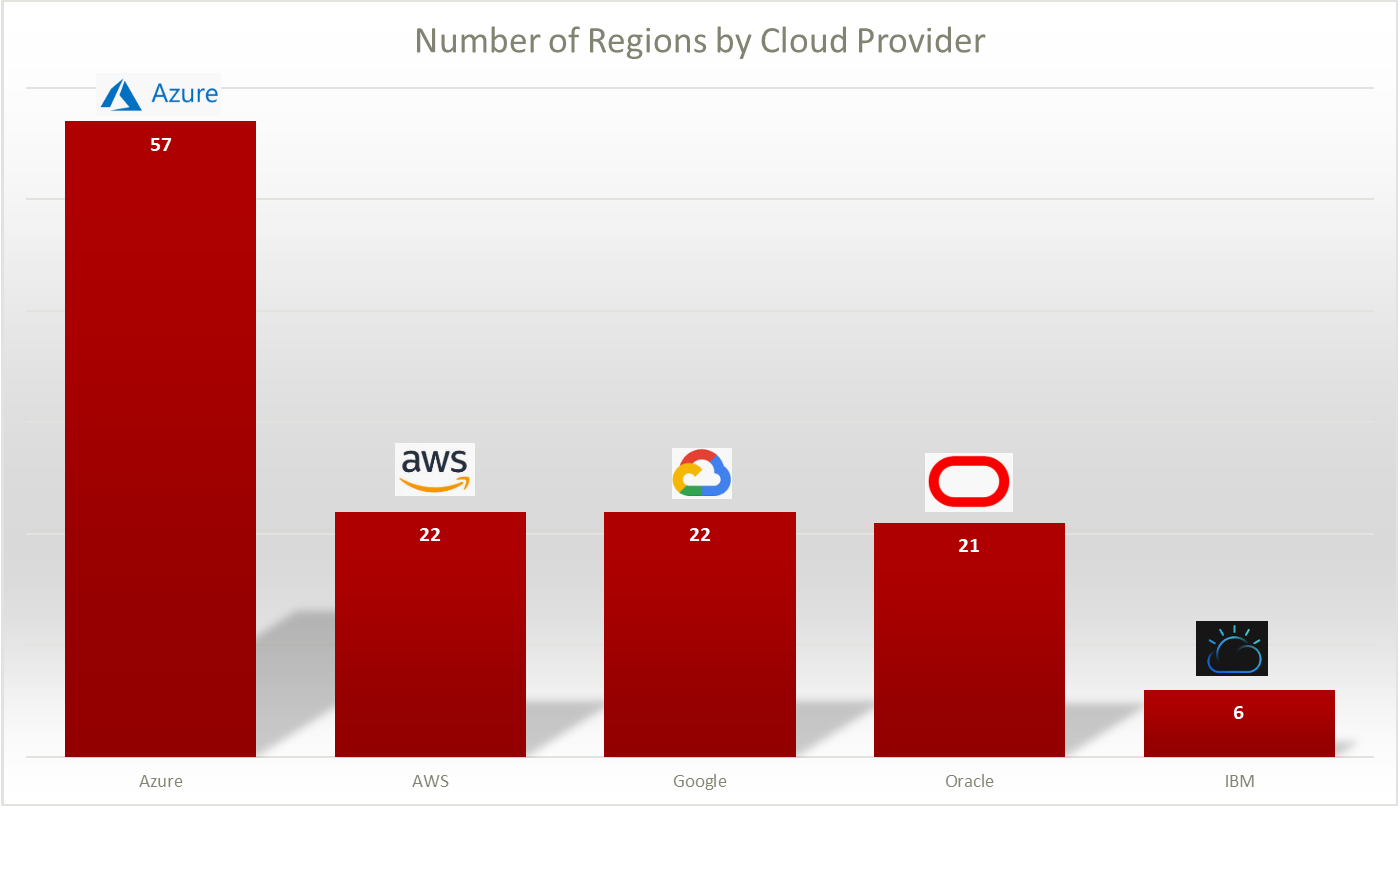 Number of Regions by Cloud Provider
Azure
57
aws
22
22
21
6
Azure
AWS
Google
Oracle
IBM